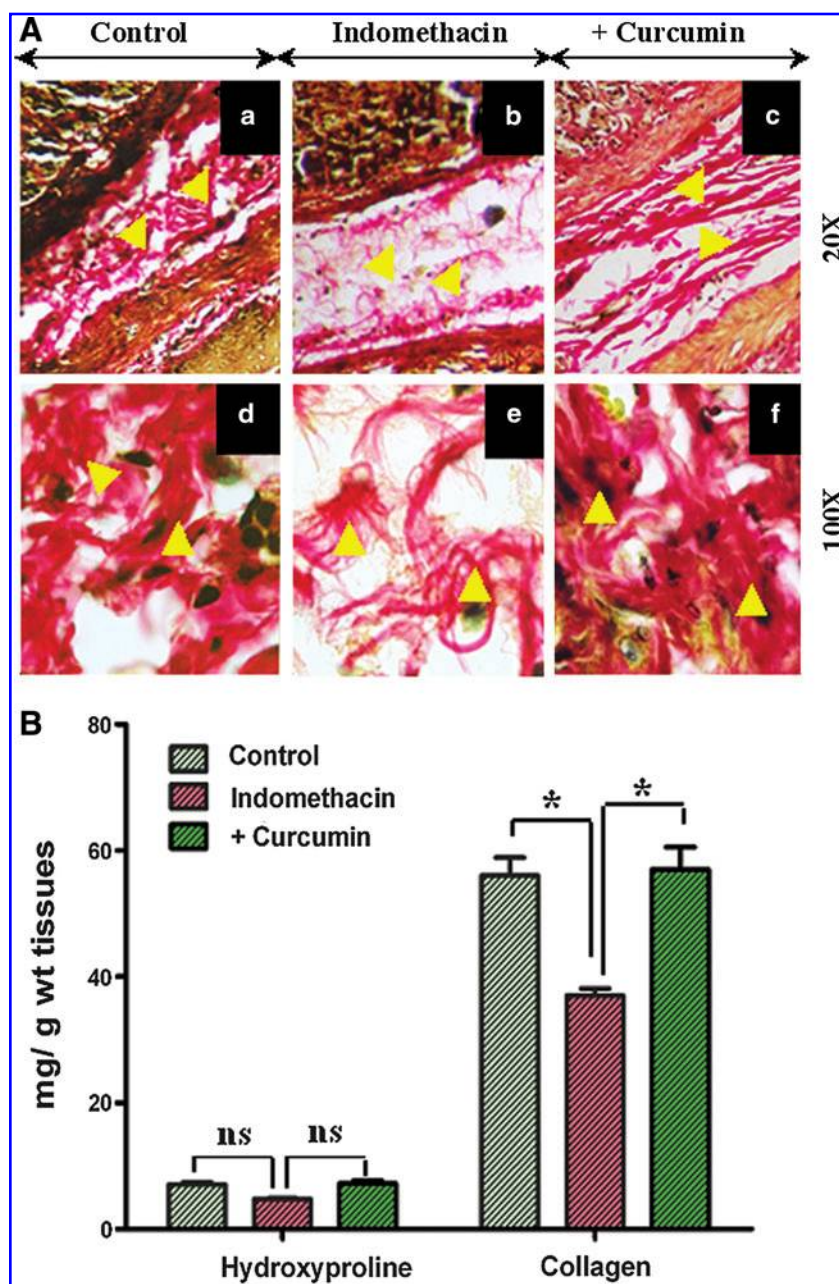 A
Control Indomethacin + Curcumin
a b c
20X
d e f
100X
B
80
Control
Indomethacin
+ Curcumin
60
40
20
0
mg/ g wt tissues
* *
ns ns
Hydroxyproline Collagen